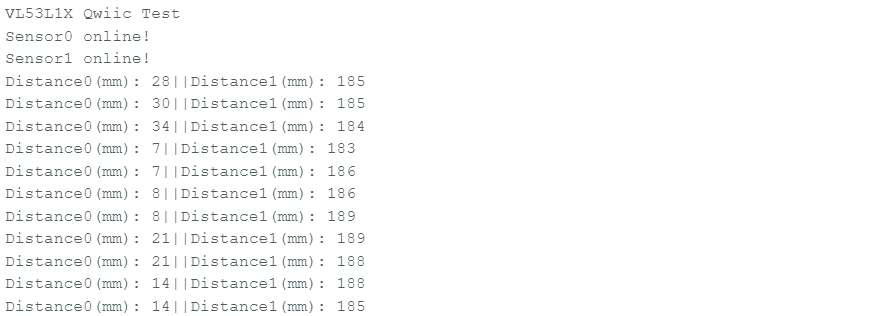 VL53L1X Qwiic Test
Sensor0 online!
Sensor1 online!
Distance0(mm): 28||Distance1(mm): 185
Distance0(mm): 30||Distance1(mm): 185
Distance0(mm): 34||Distance1(mm): 184
Distance0(mm): 7||Distance1(mm): 183
Distance0(mm): 7||Distance1(mm): 186
Distance0(mm): 8||Distance1(mm): 186
Distance0(mm): 8||Distance1(mm): 189
Distance0(mm): 21||Distance1(mm): 189
Distance0(mm): 21||Distance1(mm): 188
Distance0(mm): 14||Distance1(mm): 188
Distance0(mm): 14||Distance1(mm): 185